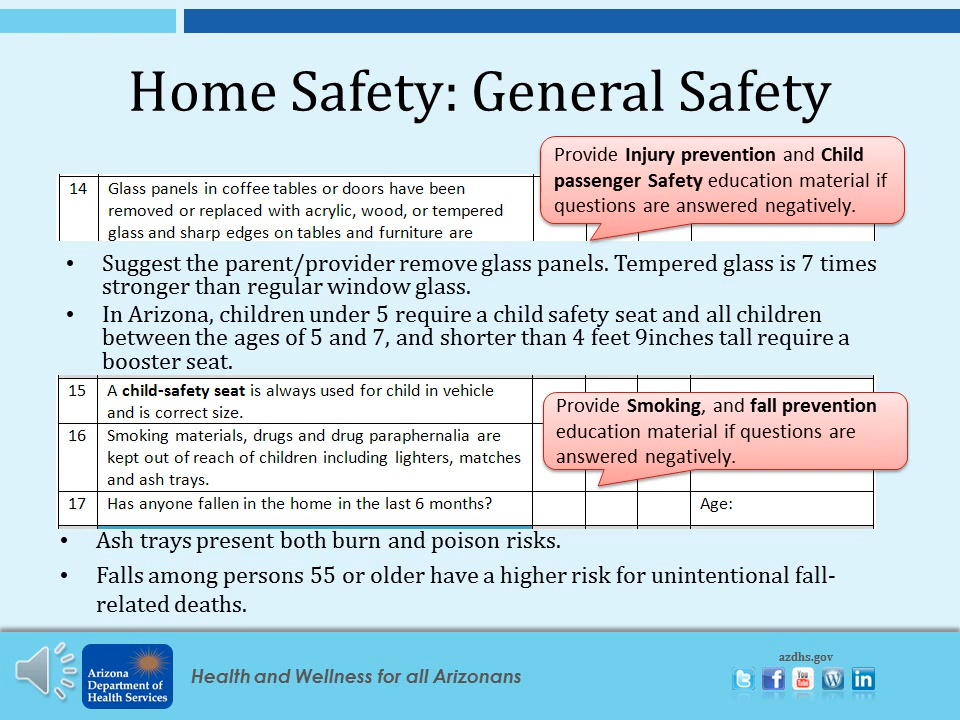 Home Safety: General Safety
Provide Injury prevention and Child
passenger Safety education material if
questions are answered negatively.
14 Glass panels in coffee tables or doors have been
removed or replaced with acrylic, wood, or tempered
glass and sharp edges on tables and furniture are
• Suggest the parent/provider remove glass panels. Tempered glass is 7 times
stronger than regular window glass.
• In Arizona, children under 5 require a child safety seat and all children
between the ages of 5 and 7, and shorter than 4 feet 9inches tall require a
booster seat.
15 A child-safety seat is always used for child in vehicle
and is correct size.
Provide Smoking, and fall prevention
education material if questions are
answered negatively.
16 Smoking materials, drugs and drug paraphernalia are
kept out of reach of children including lighters, matches
and ash trays.
17 Has anyone fallen in the home in the last 6 months? Age:
• Ash trays present both burn and poison risks.
• Falls among persons 55 or older have a higher risk for unintentional fall-
related deaths.
Arizona
Department of
Health Services
Health and Wellness for all Arizonans
azdhs.gov
You
Tube